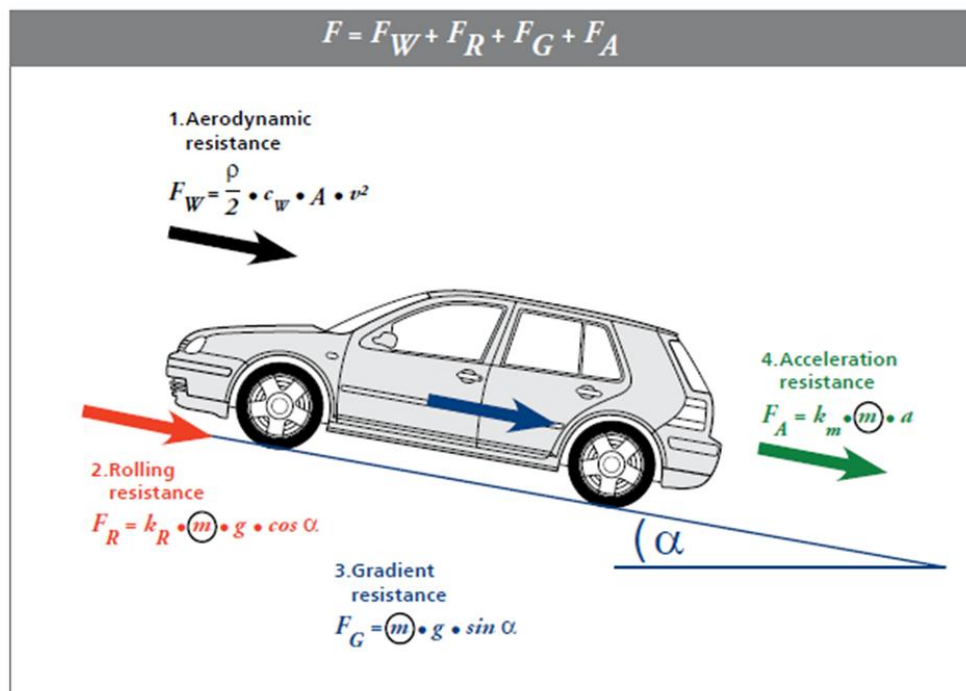 F = F_W + F_R + F_G + F_A
1.Aerodynamic
resistance
F_W = ρ/2 • c_w • A • v²
4.Acceleration
resistance
F_A = k_m • m • a
2.Rolling
resistance
F_R = k_R • m • g • cos α
(α
3.Gradient
resistance
F_G = m • g • sin α